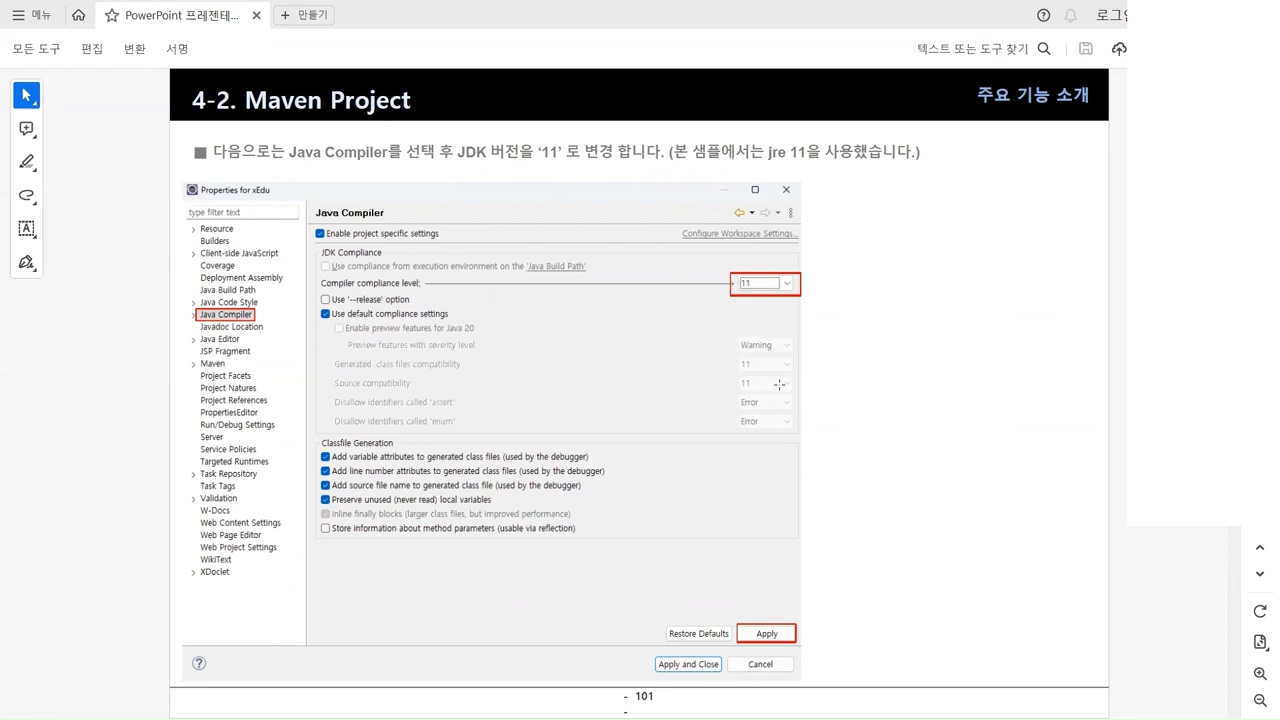 메뉴
PowerPoint 프레젠테...
만들기
모든 도구
편집
변환
서명
텍스트 또는 도구 찾기
4-2. Maven Project
주요 기능 소개
■ 다음으로는 Java Compiler를 선택 후 JDK 버전을 ‘11’ 로 변경 합니다. (본 샘플에서는 jre 11을 사용했습니다.)
Properties for xEdu
type filter text
Resource
Builders
Client-side JavaScript
Coverage
Deployment Assembly
Java Build Path
Java Code Style
Java Compiler
Javadoc Location
Java Editor
JSP Fragment
Maven
Project Facets
Project Natures
Project References
PropertiesEditor
Run/Debug Settings
Server
Service Policies
Targeted Runtimes
Task Repository
Task Tags
Validation
W-Docs
Web Content Settings
Web Page Editor
Web Project Settings
WikiText
XDoclet
Java Compiler
Enable project specific settings
Configure Workspace Settings...
JDK Compliance
Use compliance from execution environment on the 'Java Build Path'
Compiler compliance level: 11
Use '--release' option
Use default compliance settings
Enable preview features for Java 20
Preview features with severity level: Warning
Generated .class files compatibility 11
Source compatibility: 11
Disallow identifiers called 'assert': Error
Disallow identifiers called 'enum': Error
Classfile Generation
Add variable attributes to generated class files (used by the debugger)
Add line number attributes to generated class files (used by the debugger)
Add source file name to generated class file (used by the debugger)
Preserve unused (never read) local variables
Inline finally blocks (larger class files, but improved performance)
Store information about method parameters (usable via reflection)
Restore Defaults
Apply
Apply and Close
Cancel
- 101
-